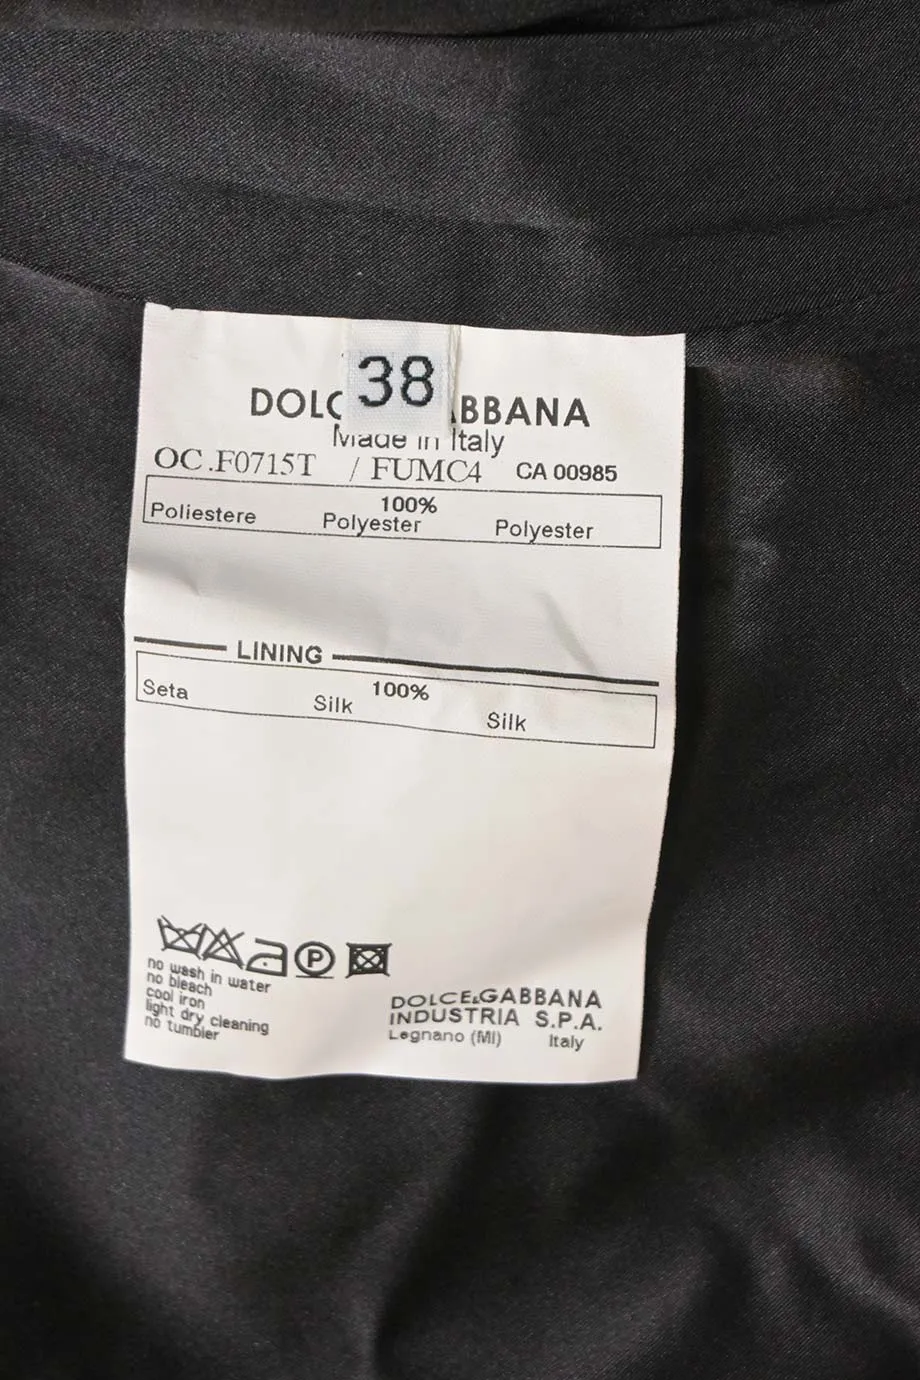 38
DOLC BBANA
Made in Italy
OC.F0715T / FUMC4 CA 00985
100%
Poliestere Polyester Polyester
LINING
100%
Seta Silk Silk
P
no wash in water
no bleach
cool iron
light dry cleaning
no tumbler
DOLCE&GABBANA
INDUSTRIA S.P.A.
Legnano (MI) Italy